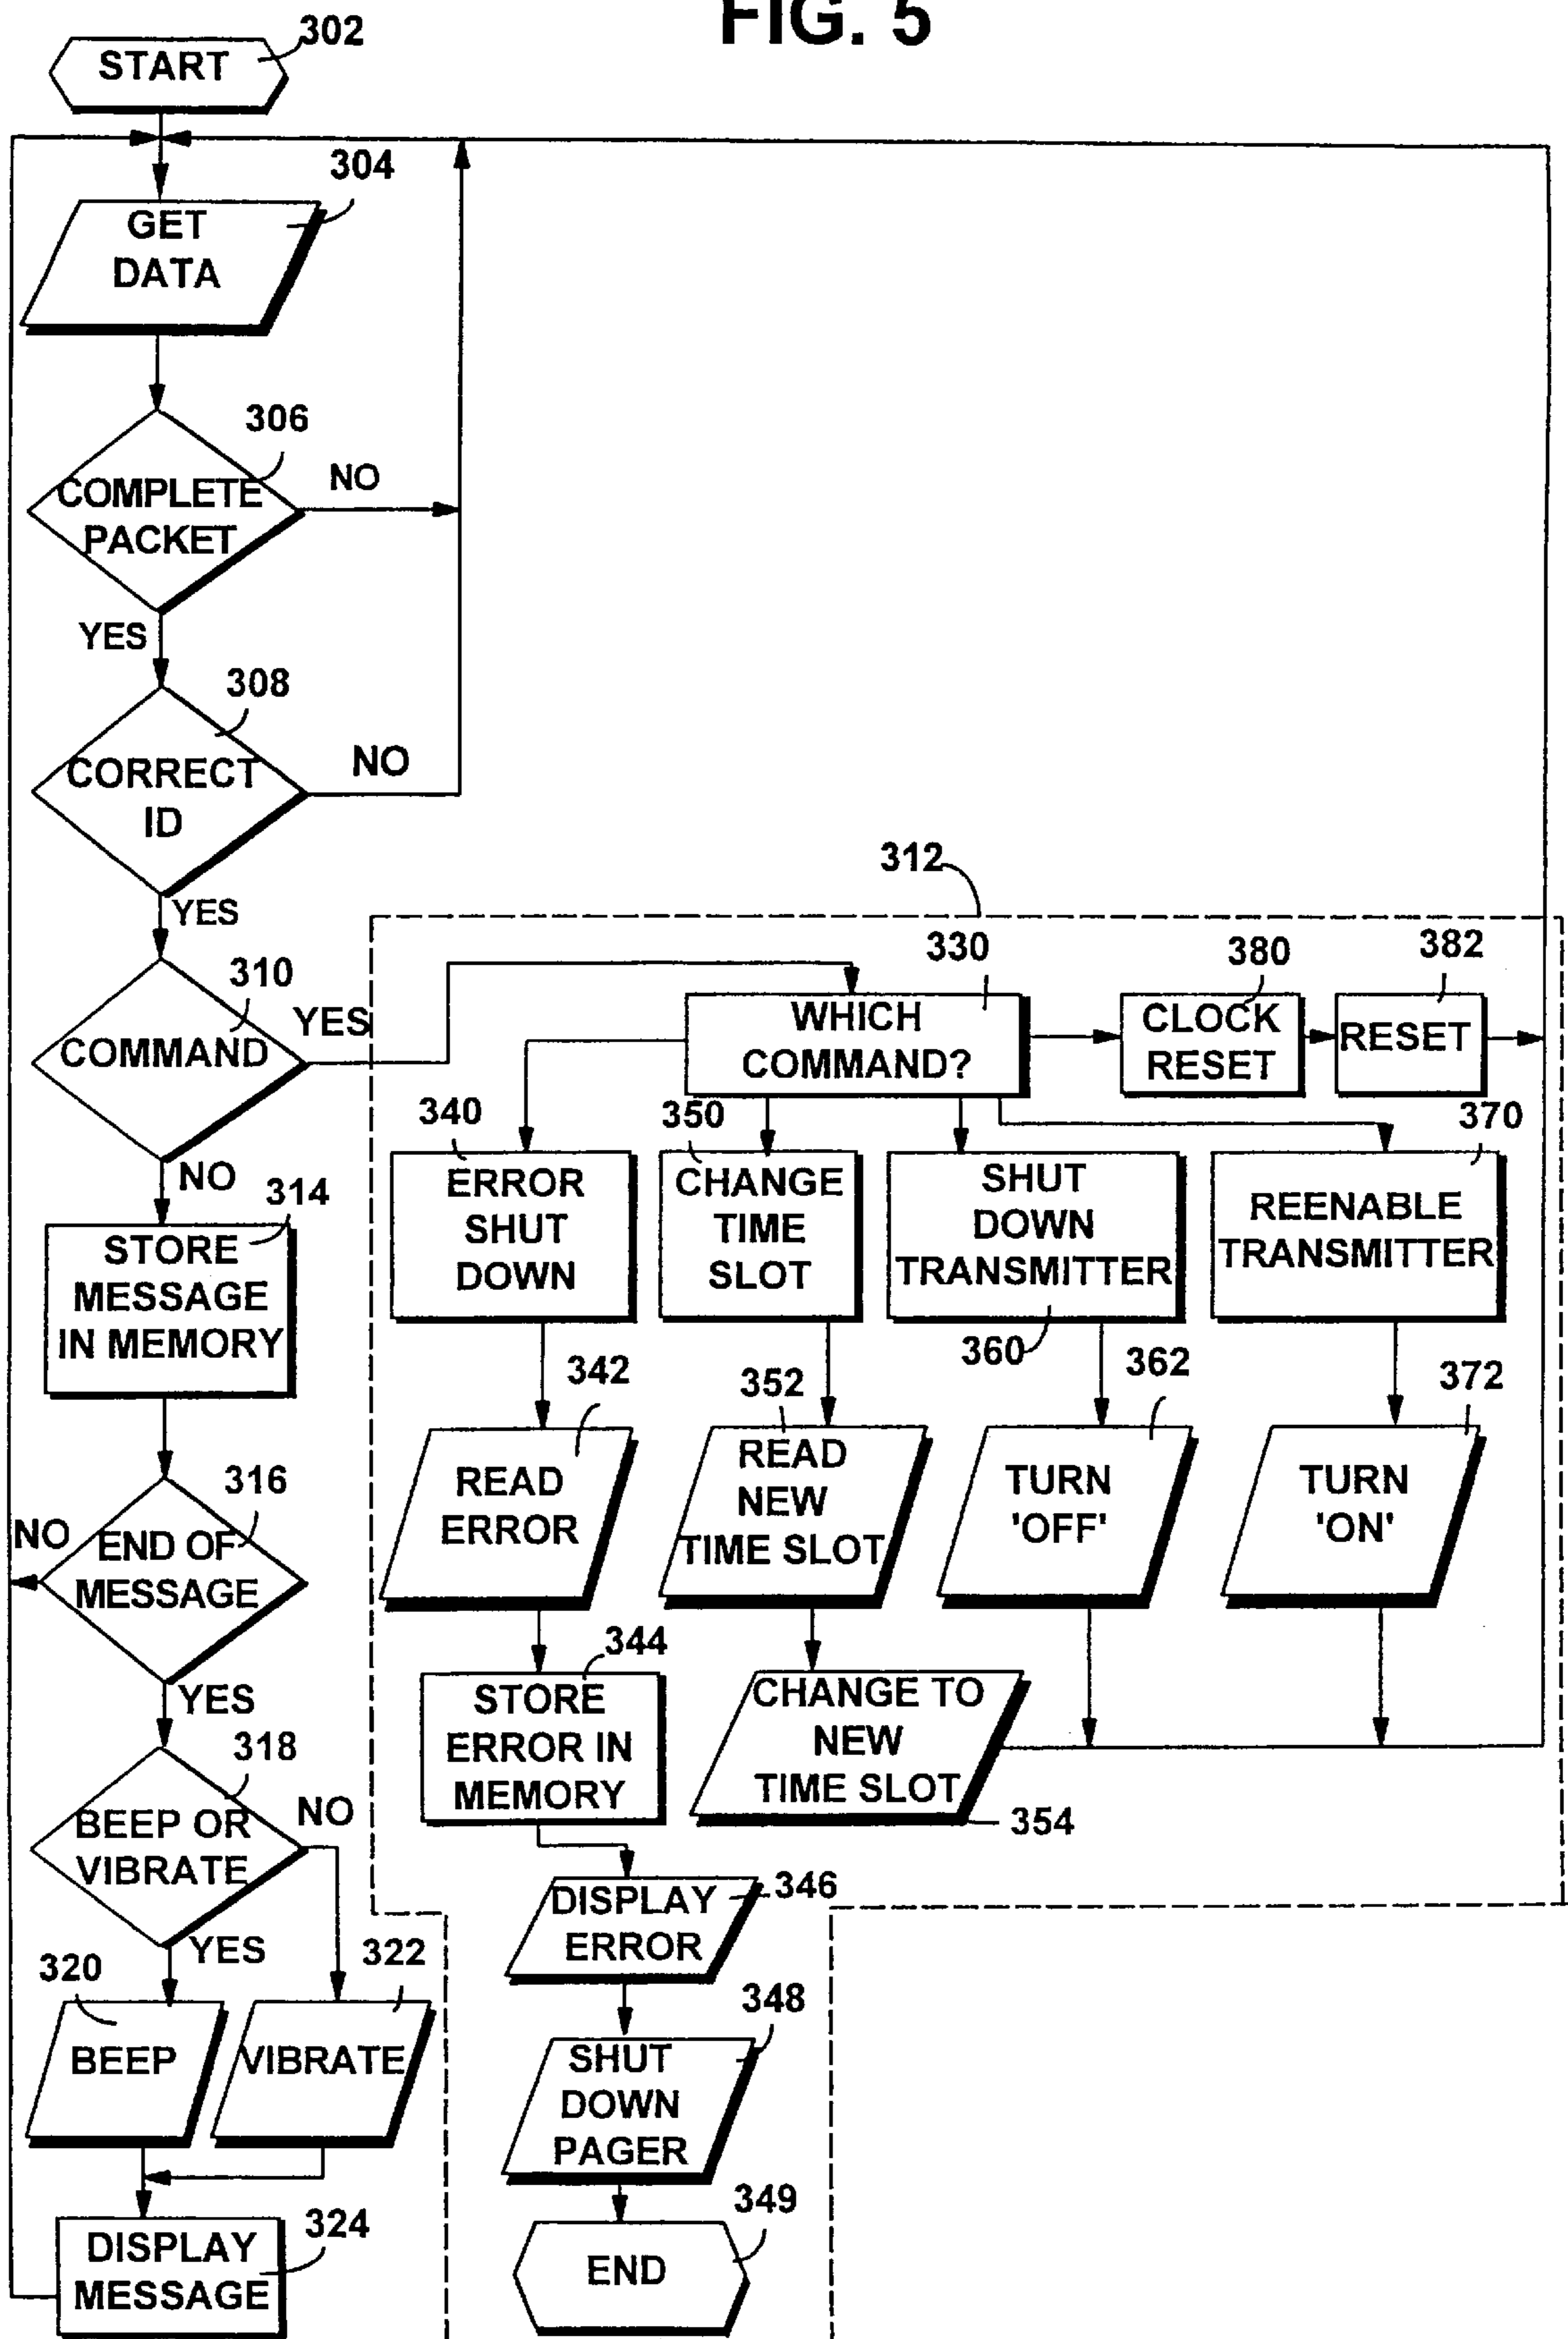 FIG. 5
302
START
304
GET
DATA
306
COMPLETE
PACKET
NO
YES
308
CORRECT
ID
NO
YES
310
COMMAND
YES
NO
312
330
WHICH
COMMAND?
380
CLOCK
RESET
382
RESET
314
STORE
MESSAGE
IN MEMORY
316
END OF
MESSAGE
NO
YES
318
BEEP OR
VIBRATE
NO
YES
320
BEEP
322
VIBRATE
324
DISPLAY
MESSAGE
340
ERROR
SHUT
DOWN
342
READ
ERROR
344
STORE
ERROR IN
MEMORY
346
DISPLAY
ERROR
348
SHUT
DOWN
PAGER
349
END
350
CHANGE
TIME
SLOT
352
READ
NEW
TIME SLOT
CHANGE TO
NEW
TIME SLOT
354
SHUT
DOWN
TRANSMITTER
360
362
TURN
'OFF'
370
REENABLE
TRANSMITTER
372
TURN
'ON'